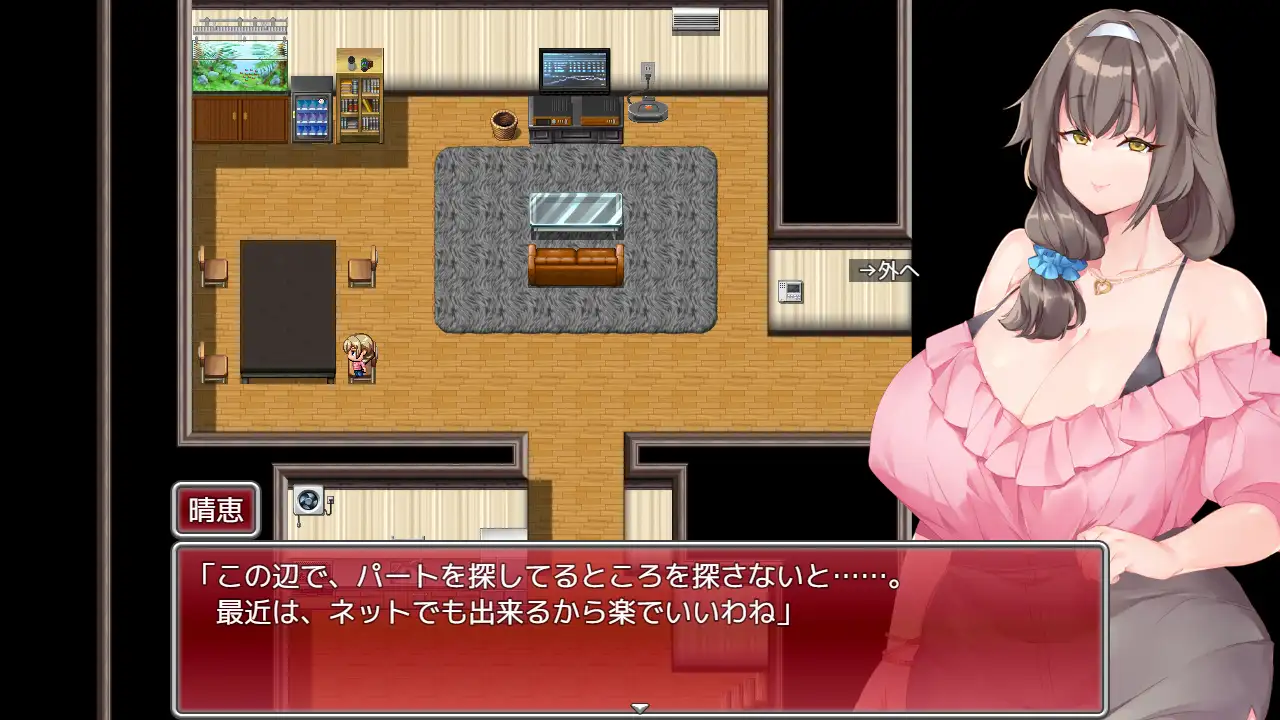 →外へ
晴恵
「この辺で、パートを探してるところを探さないと……。
最近は、ネットでも出来るから楽でいいわね」